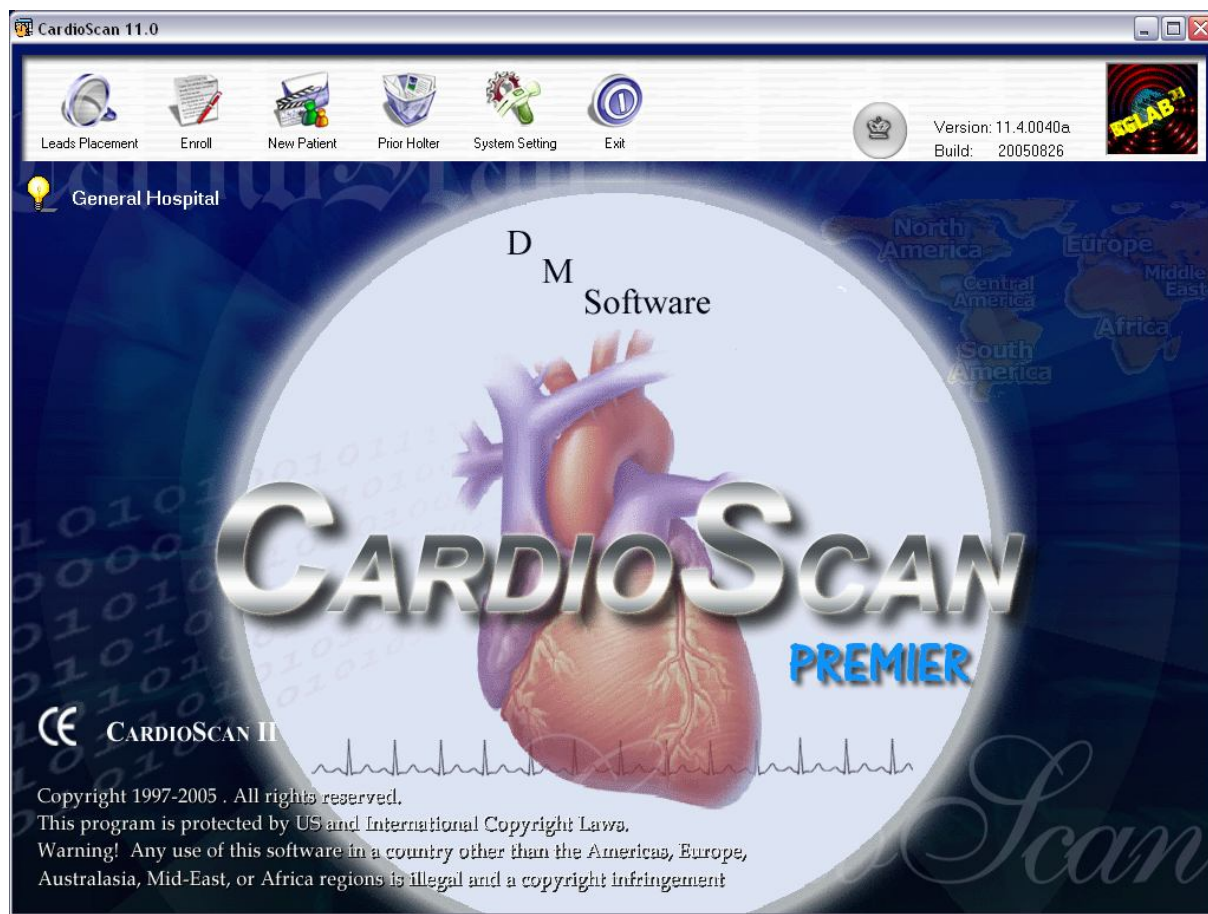 CardioScan 11.0
Leads Placement
Enroll
New Patient
Prior Holter
System Setting
Exit
Version: 11.4.0040a
Build: 20050826
General Hospital
D
M
Software
North
America
Central
America
South
America
Europe
Middle
East
Africa
CARDIOSCAN
PREMIER
CE CARDIOSCAN II
Copyright 1997-2005 . All rights reserved.
This program is protected by US and International Copyright Laws.
Warning! Any use of this software in a country other than the Americas, Europe,
Australasia, Mid-East, or Africa regions is illegal and a copyright infringement
Scan